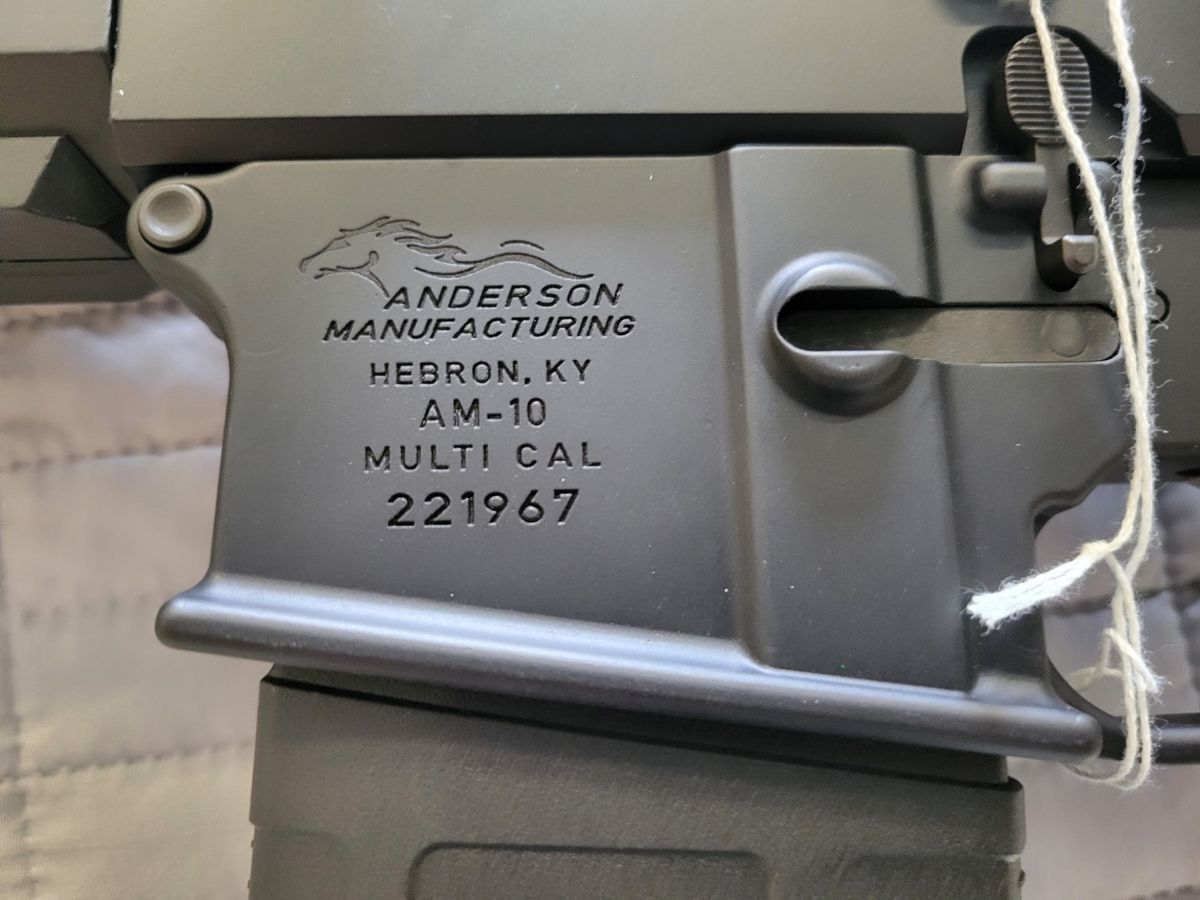 ANDERSON
MANUFACTURING
HEBRON, KY
AM-10
MULTI CAL
221967